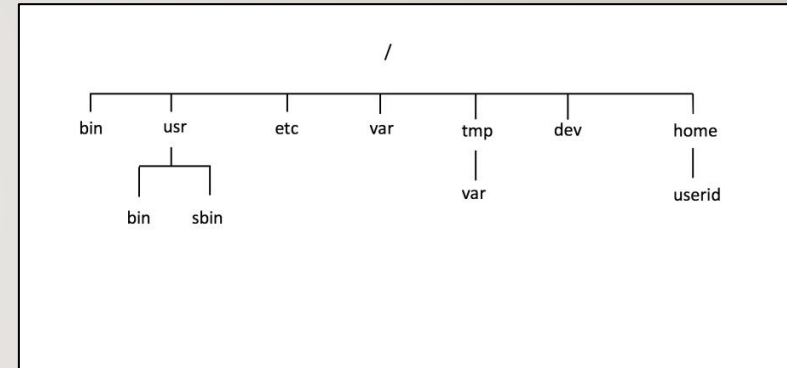 /
bin usr etc var tmp dev home
var userid
bin sbin